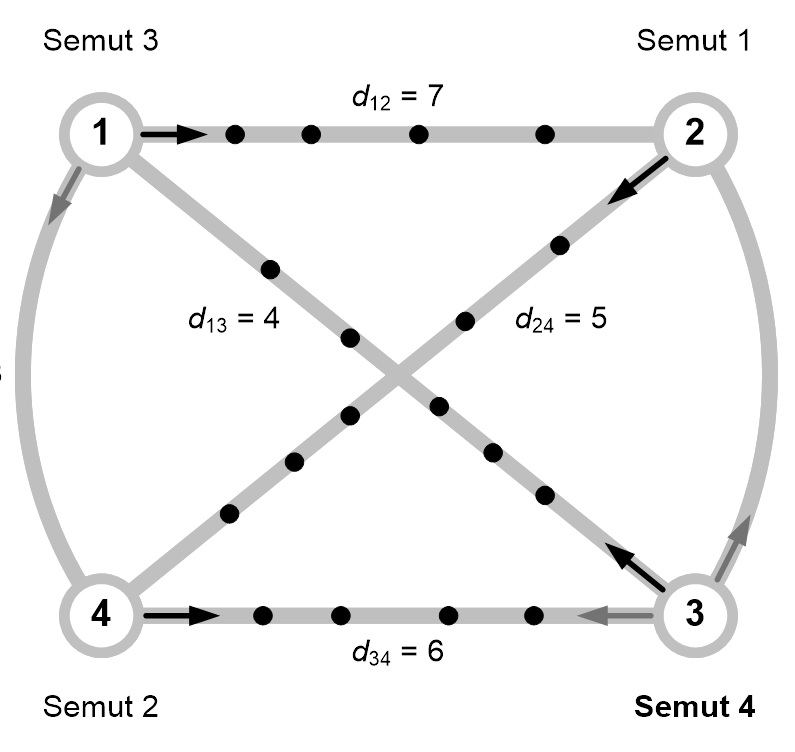 Semut 3
Semut 1
d12 = 7
1
2
d13 = 4
d24 = 5
4
3
d34 = 6
Semut 2
Semut 4